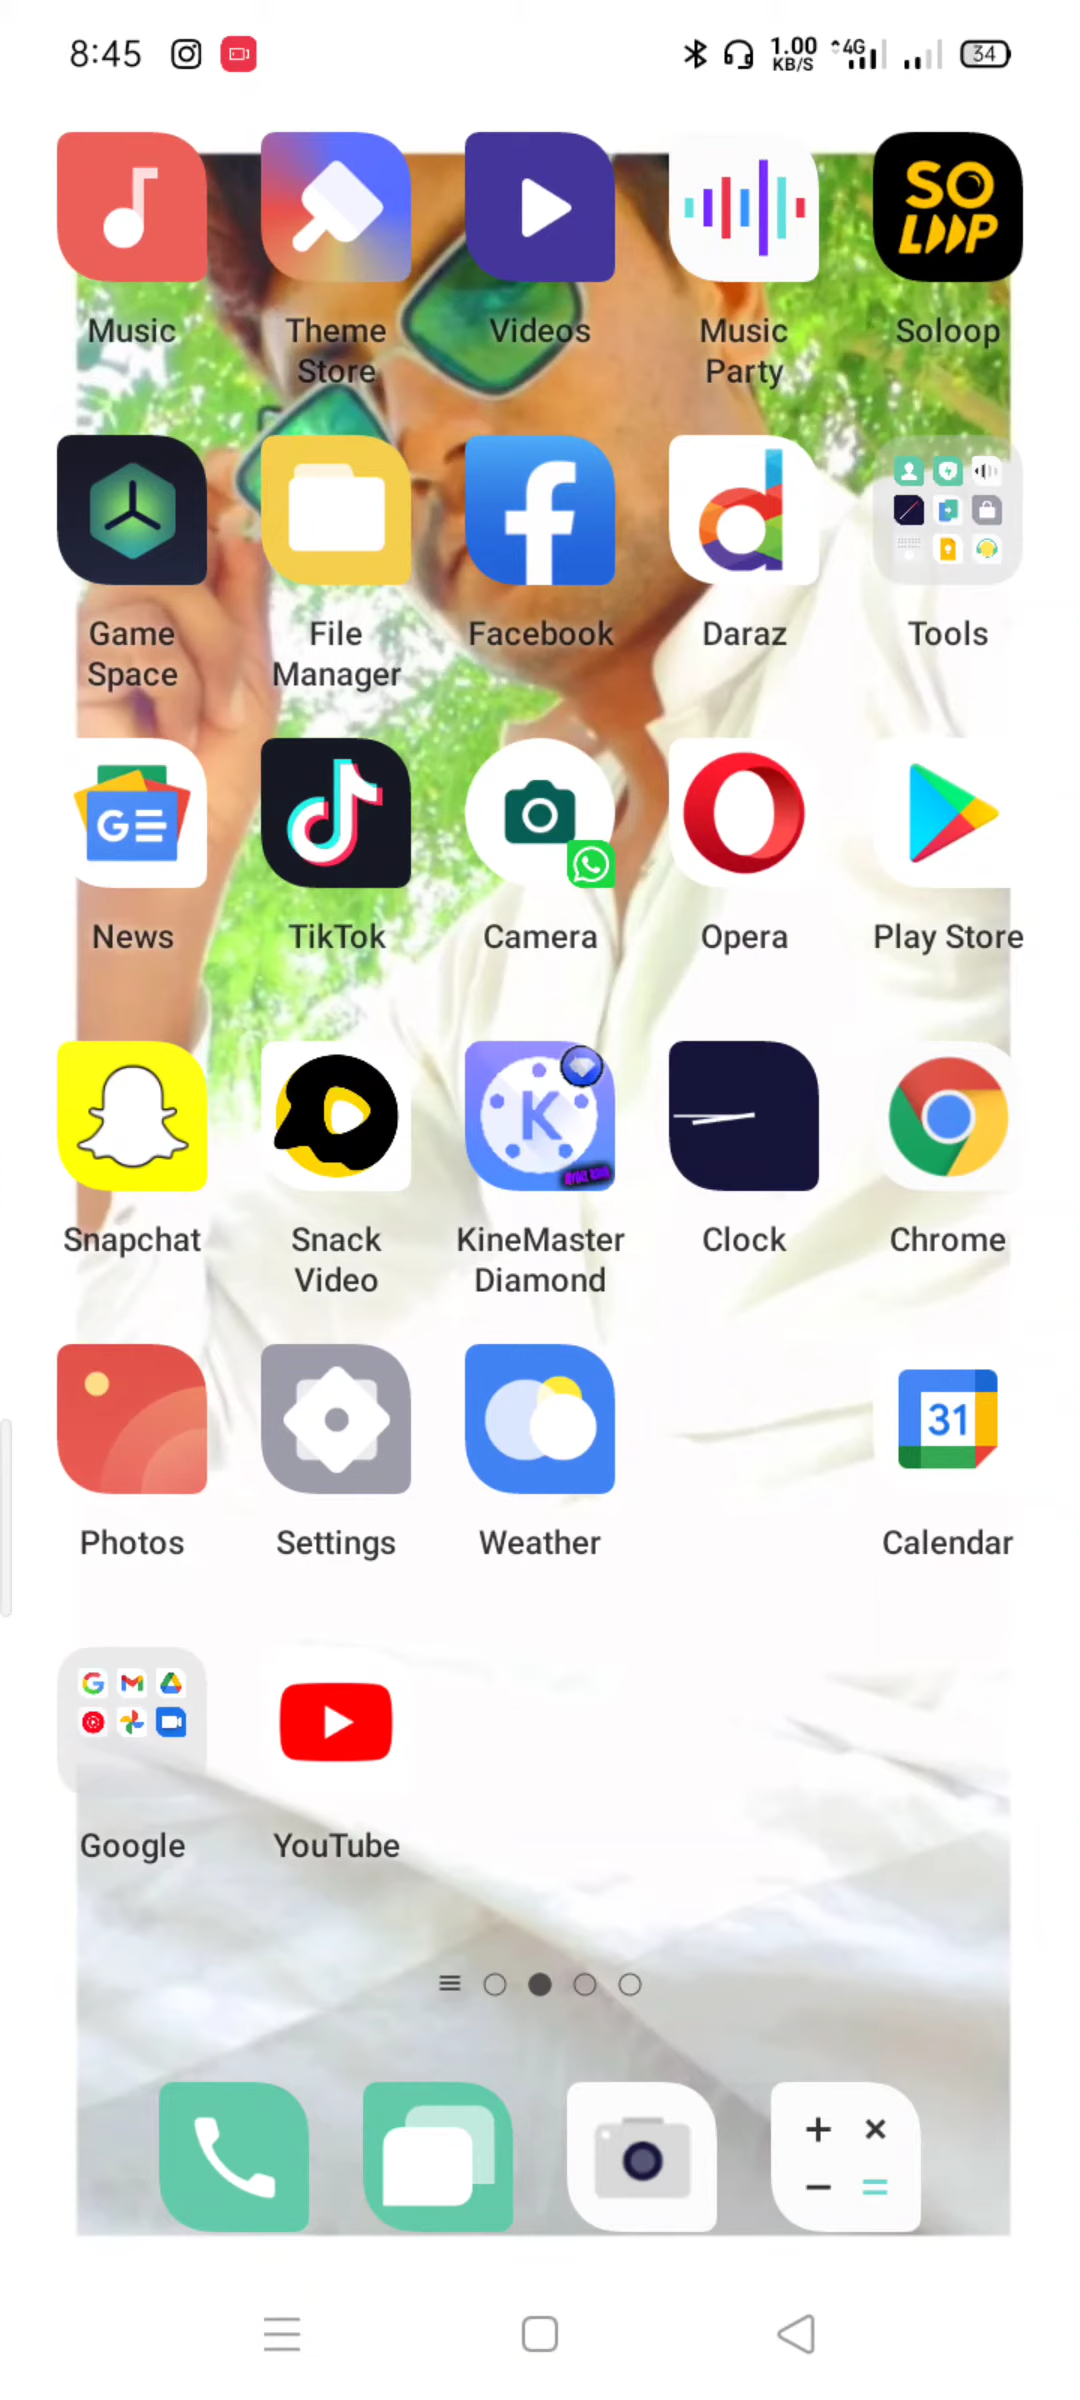 8:45
1.00
KB/S
4G
34
SO
LOOP
Music
Theme
Store
Videos
Music
Party
Soloop
Game
Space
File
Manager
Facebook
Daraz
Tools
GE
News
TikTok
Camera
Opera
Play Store
K
Snapchat
Snack
Video
KineMaster
Diamond
Clock
Chrome
31
Photos
Settings
Weather
Calendar
Google
YouTube